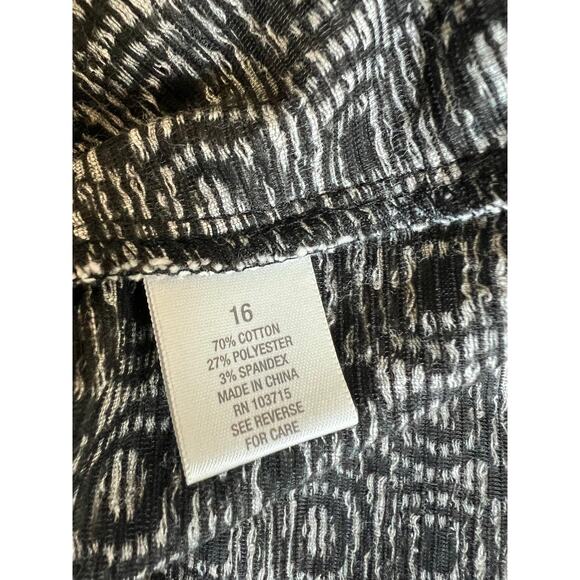 16
70% COTTON
27% POLYESTER
3% SPANDEX
MADE IN CHINA
RN 103715
SEE REVERSE
FOR CARE